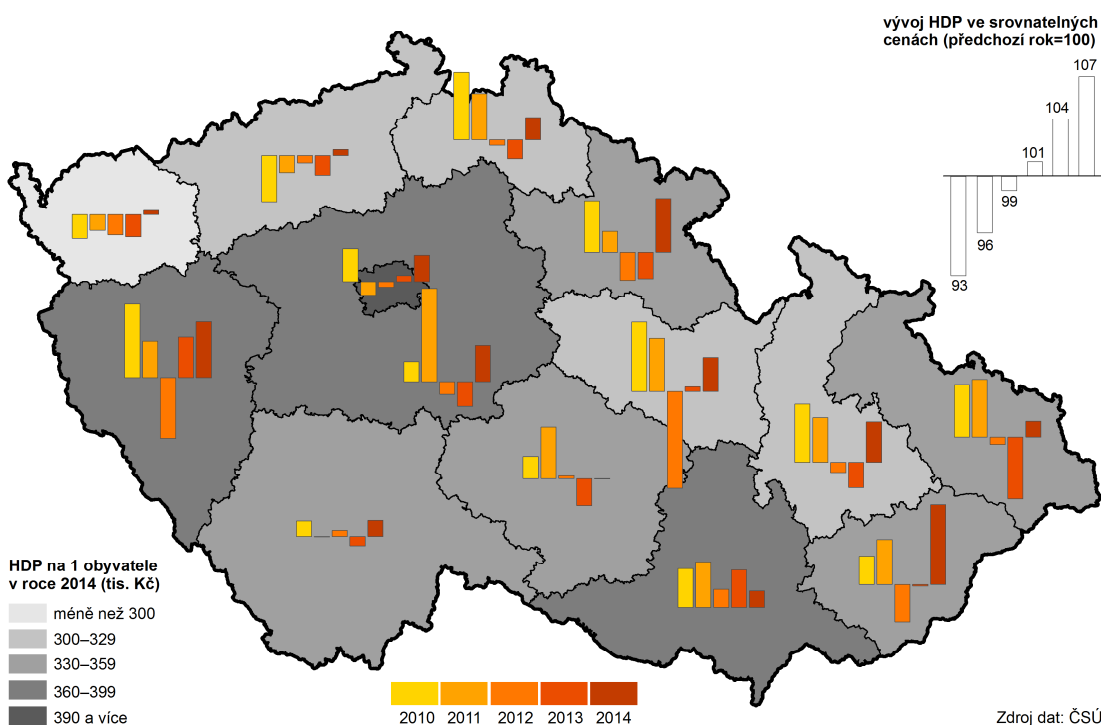 vývoj HDP ve srovnatelných
cenách (předchozí rok=100)
107
104
101
99
96
93
HDP na 1 obyvatele
v roce 2014 (tis. Kč)
méně než 300
300–329
330–359
360–399
390 a více
2010 2011 2012 2013 2014
Zdroj dat: ČSÚ